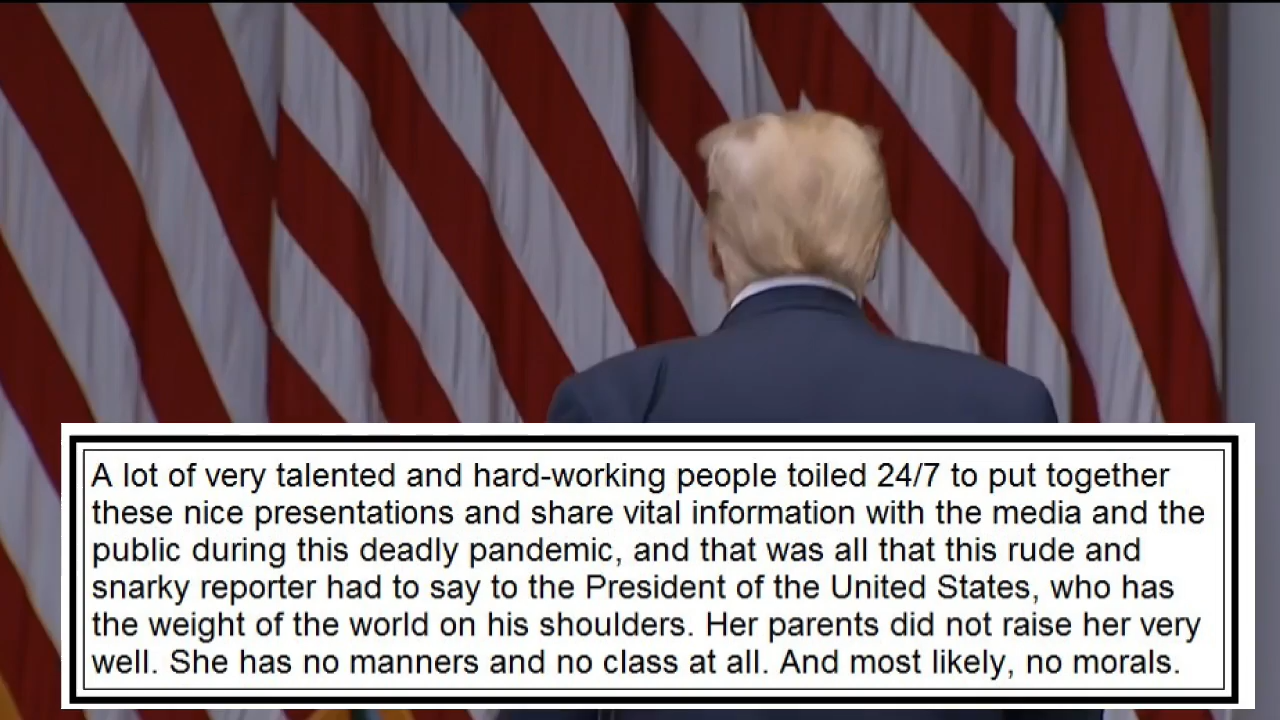 A lot of very talented and hard-working people toiled 24/7 to put together
these nice presentations and share vital information with the media and the
public during this deadly pandemic, and that was all that this rude and
snarky reporter had to say to the President of the United States, who has
the weight of the world on his shoulders. Her parents did not raise her very
well. She has no manners and no class at all. And most likely, no morals.